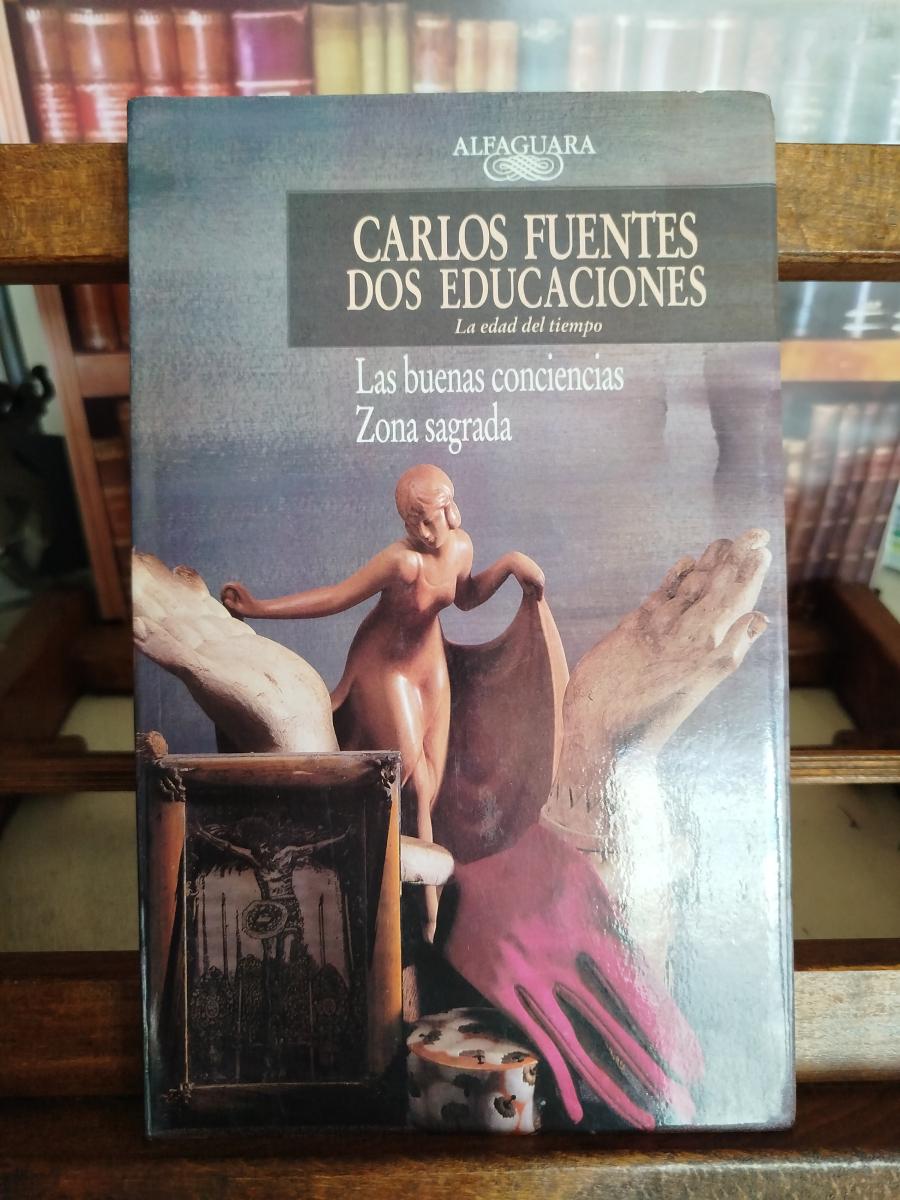 ALFAGUARA
CARLOS FUENTES
DOS EDUCACIONES
La edad del tiempo
Las buenas conciencias
Zona sagrada